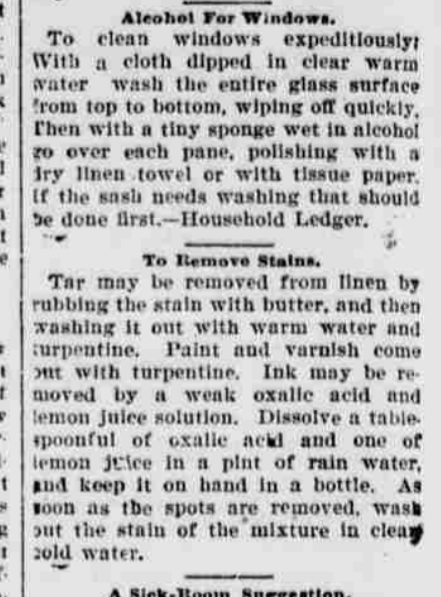 Alcohol For Windows.
To clean windows expeditiously:
With a cloth dipped in clear warm
water wash the entire glass surface
from top to bottom, wiping off quickly.
Then with a tiny sponge wet in alcohol
go over each pane, polishing with a
dry linen towel or with tissue paper.
If the sash needs washing that should
be done first.—Household Ledger.
To Remove Stains.
Tar may be removed from linen by
rubbing the stain with butter, and then
washing it out with warm water and
turpentine. Paint and varnish come
out with turpentine. Ink may be re-
moved by a weak oxalic acid and
lemon juice solution. Dissolve a table-
spoonful of oxalic acid and one of
lemon juice in a pint of rain water,
and keep it on hand in a bottle. As
soon as the spots are removed, wash
out the stain of the mixture in clear
cold water.
A Sick-Room Suggestion.